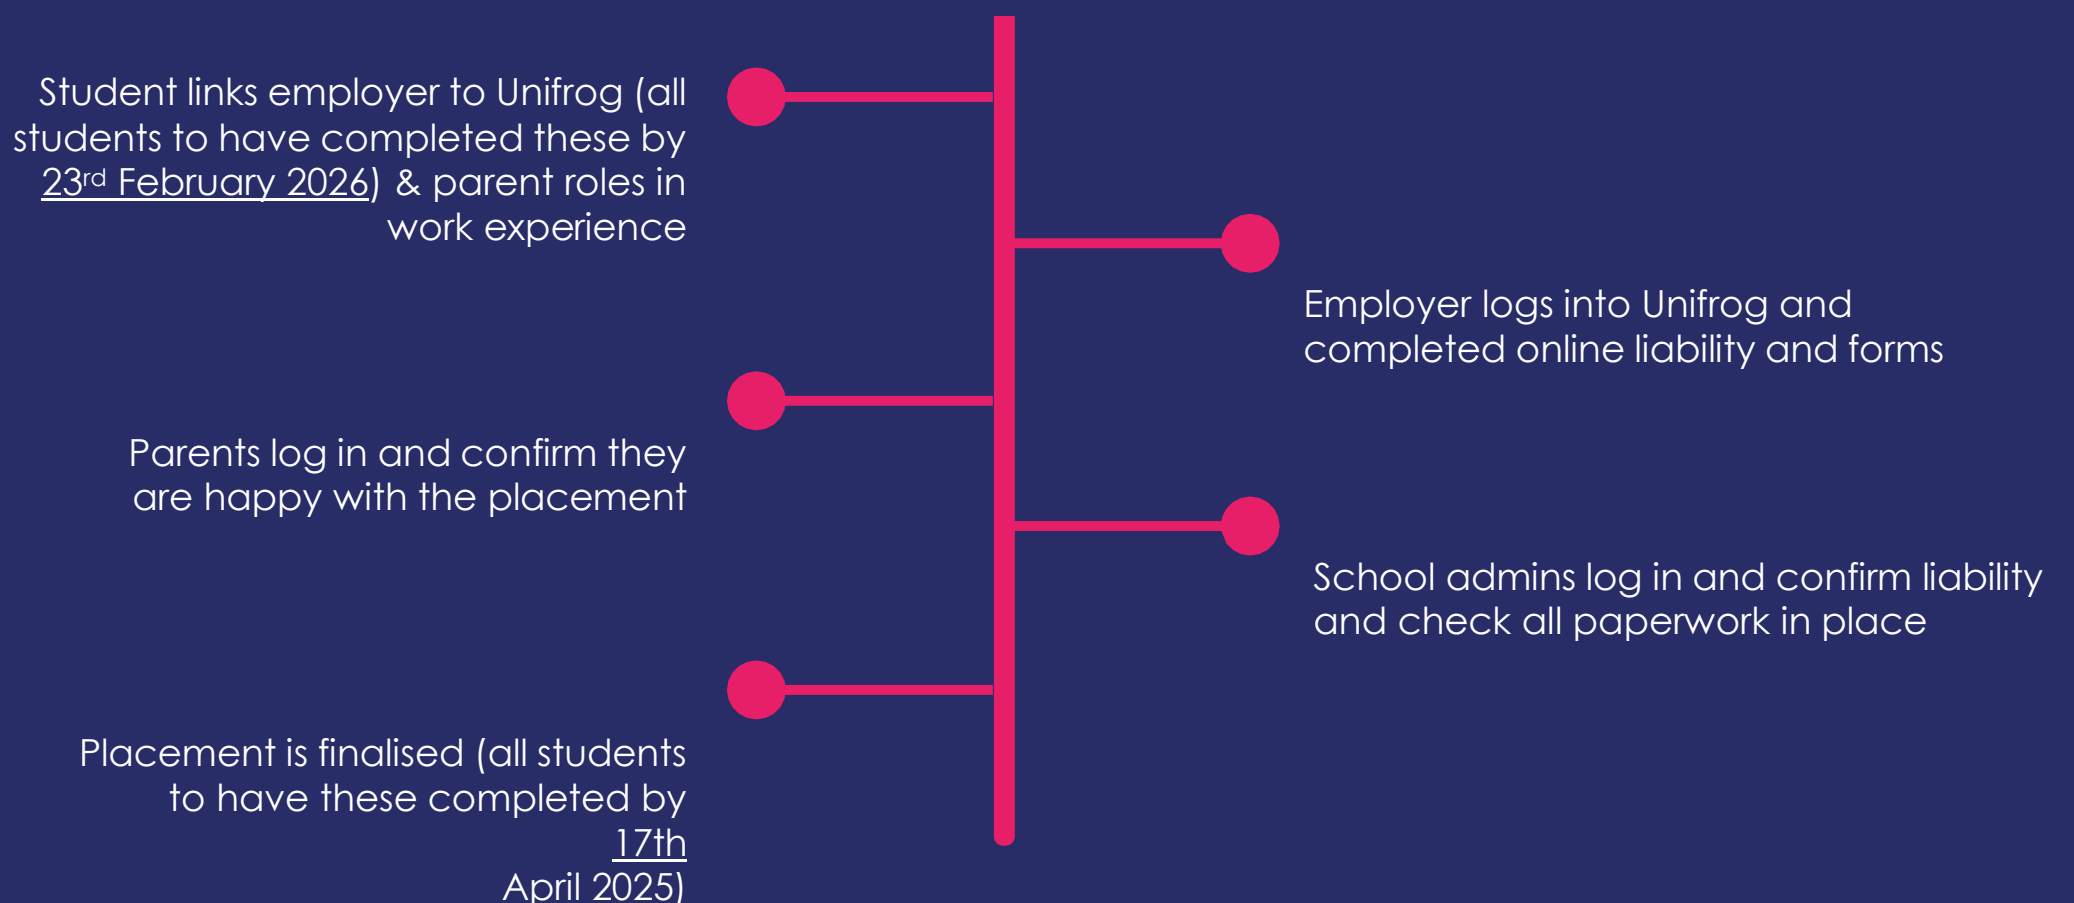 Student links employer to Unifrog (all
students to have completed these by
23rd February 2026) & parent roles in
work experience
Employer logs into Unifrog and
completed online liability and forms
Parents log in and confirm they
are happy with the placement
School admins log in and confirm liability
and check all paperwork in place
Placement is finalised (all students
to have these completed by
17th
April 2025)